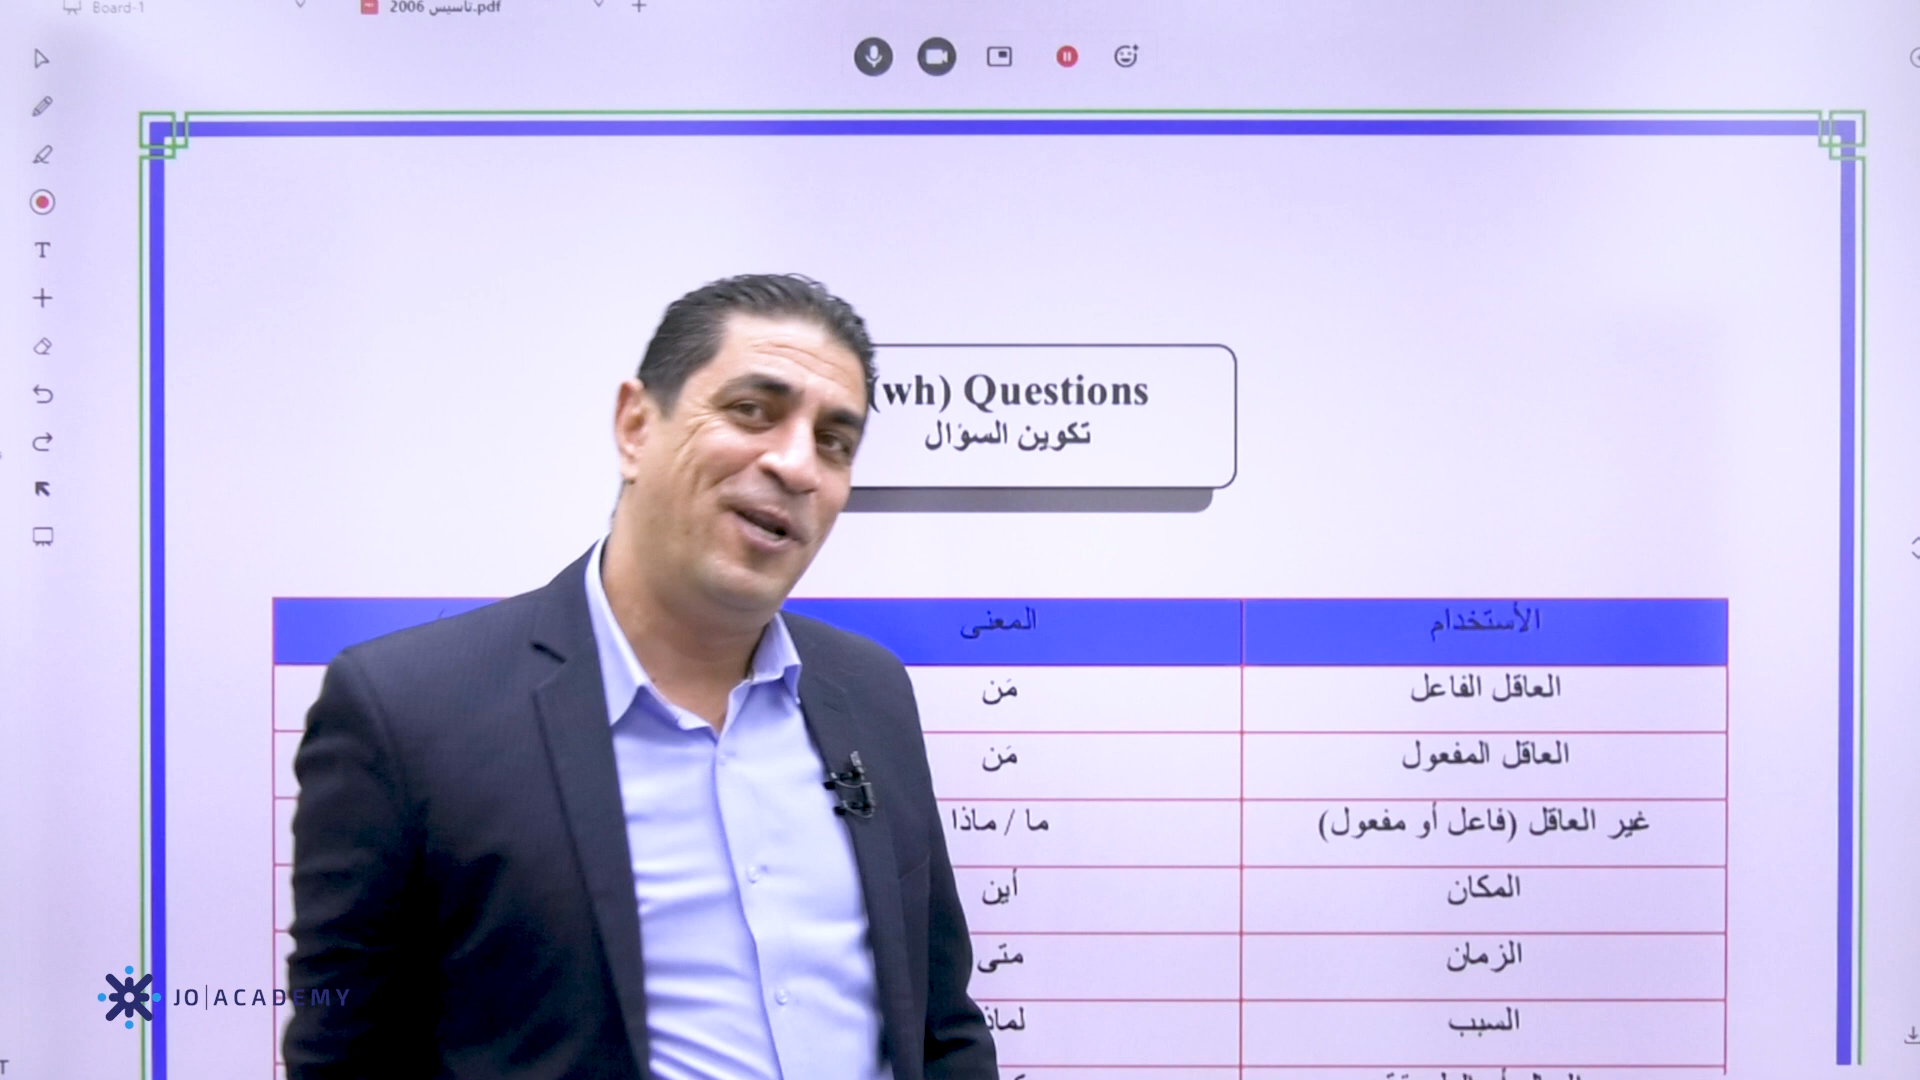 Board-1
تاسيس 2006.pdf
(wh) Questions
تكوين السؤال
المعنى
الأستخدام
مَن
العاقل الفاعل
مَن
العاقل المفعول
ما / ماذا
غير العاقل (فاعل أو مفعول)
أين
المكان
متى
الزمان
السبب
JO|ACADEMY